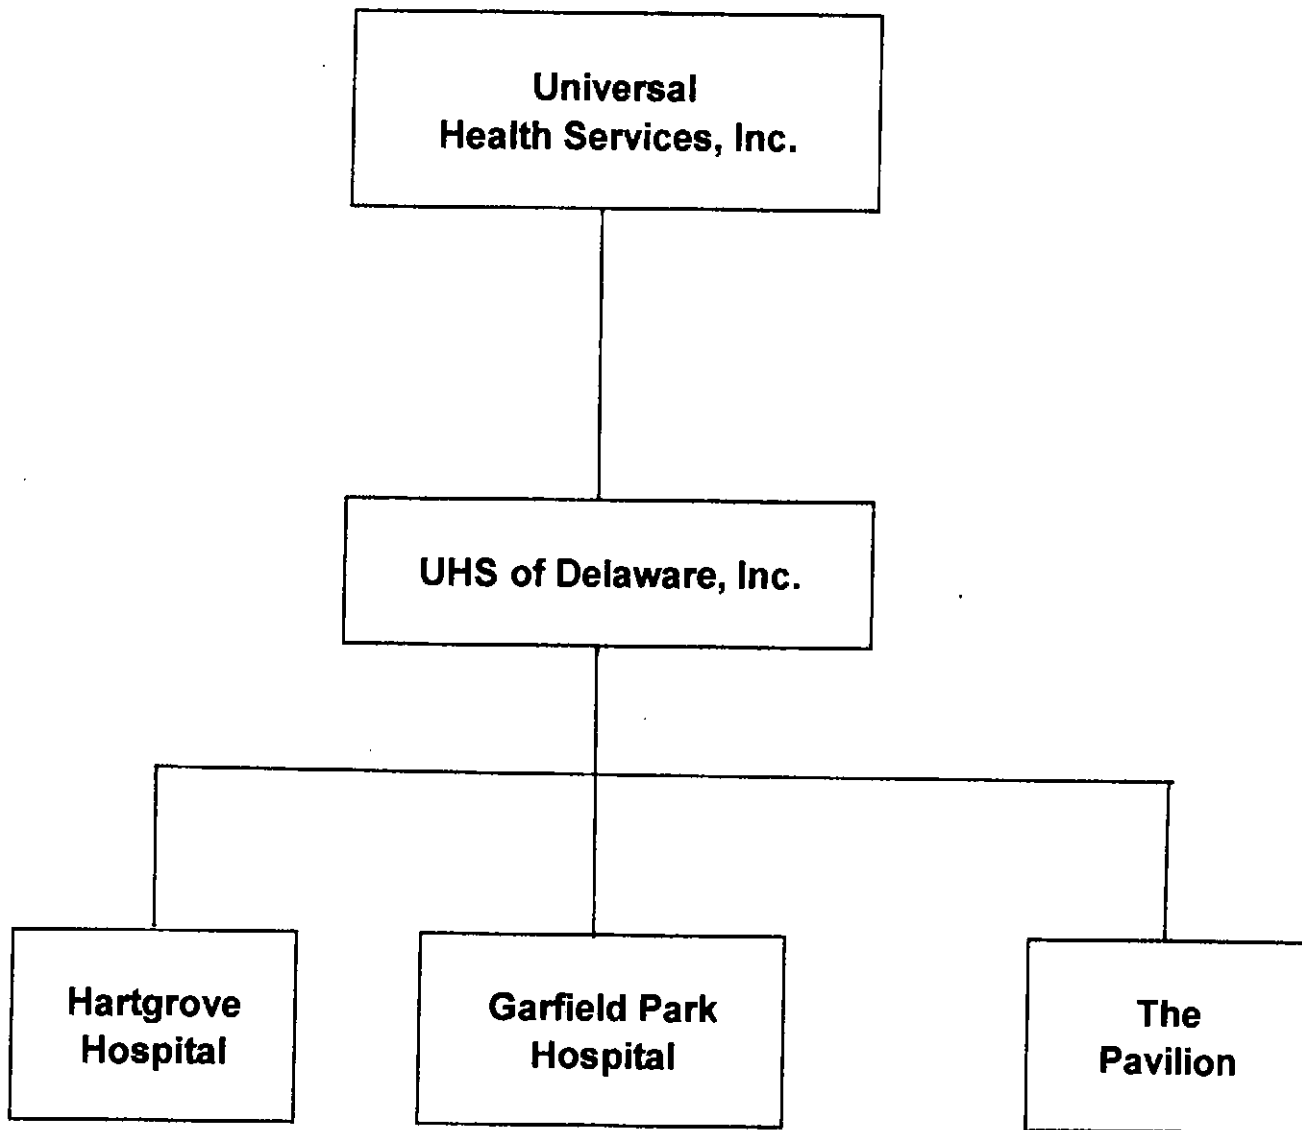 Universal
Health Services, Inc.
UHS of Delaware, Inc.
Hartgrove
Hospital
Garfield Park
Hospital
The
Pavilion